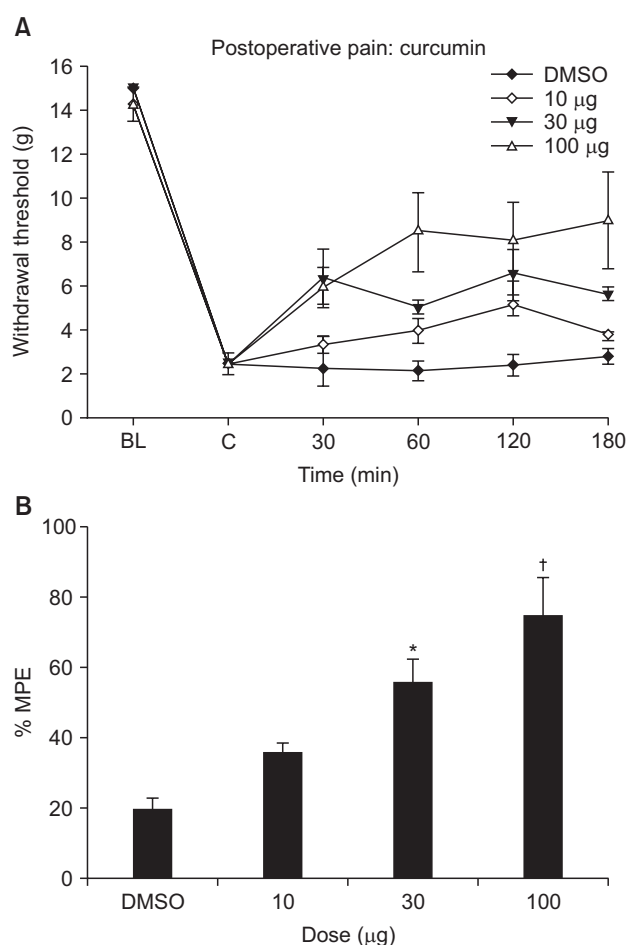 A
Postoperative pain: curcumin
DMSO
10 μg
30 μg
100 μg
Withdrawal threshold (g)
16
14
12
10
8
6
4
2
0
BL C 30 60 120 180
Time (min)
B
% MPE
100
80
60
40
20
0
*
†
DMSO 10 30 100
Dose (μg)